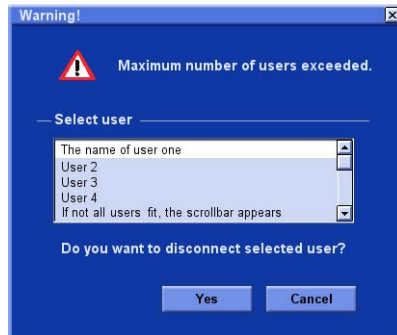 Warning!
Maximum number of users exceeded.
Select user
The name of user one
User 2
User 3
User 4
If not all users fit, the scrollbar appears
Do you want to disconnect selected user?
Yes Cancel